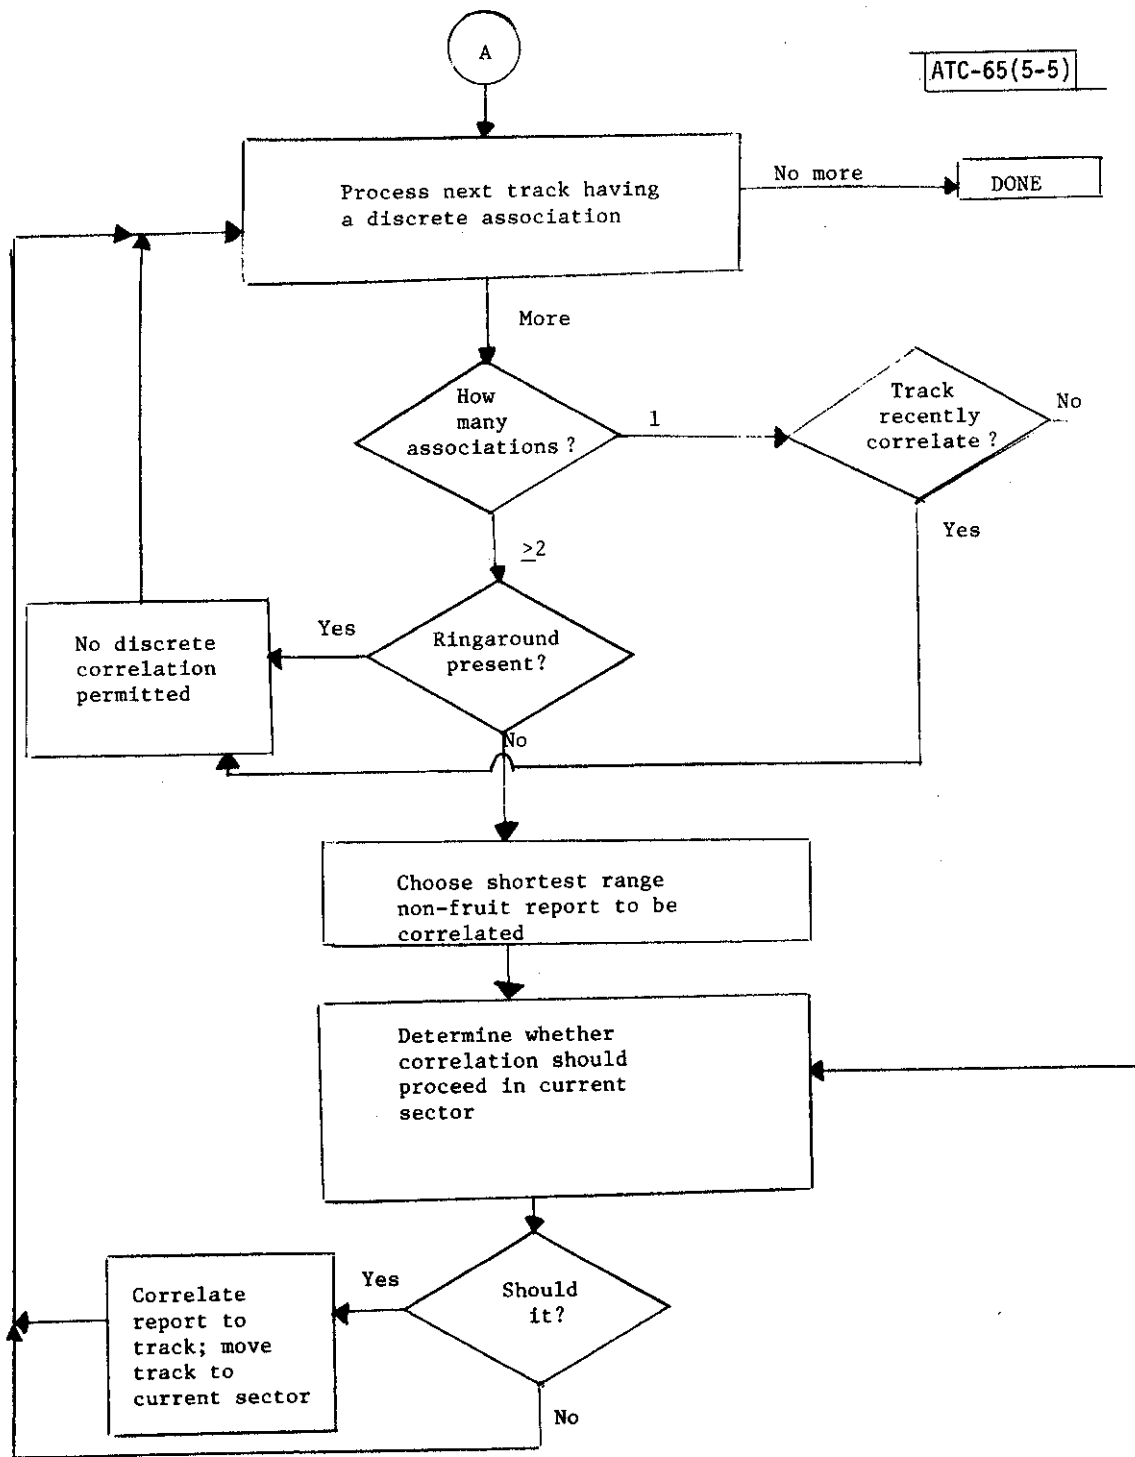 A
ATC-65(5-5)
Process next track having
a discrete association
No more
DONE
More
How
many
associations?
1
Track
recently
correlate?
No
Yes
≥2
Ringaround
present?
Yes
No discrete
correlation
permitted
No
Choose shortest range
non-fruit report to be
correlated
Determine whether
correlation should
proceed in current
sector
Should
it?
Yes
Correlate
report to
track; move
track to
current sector
No